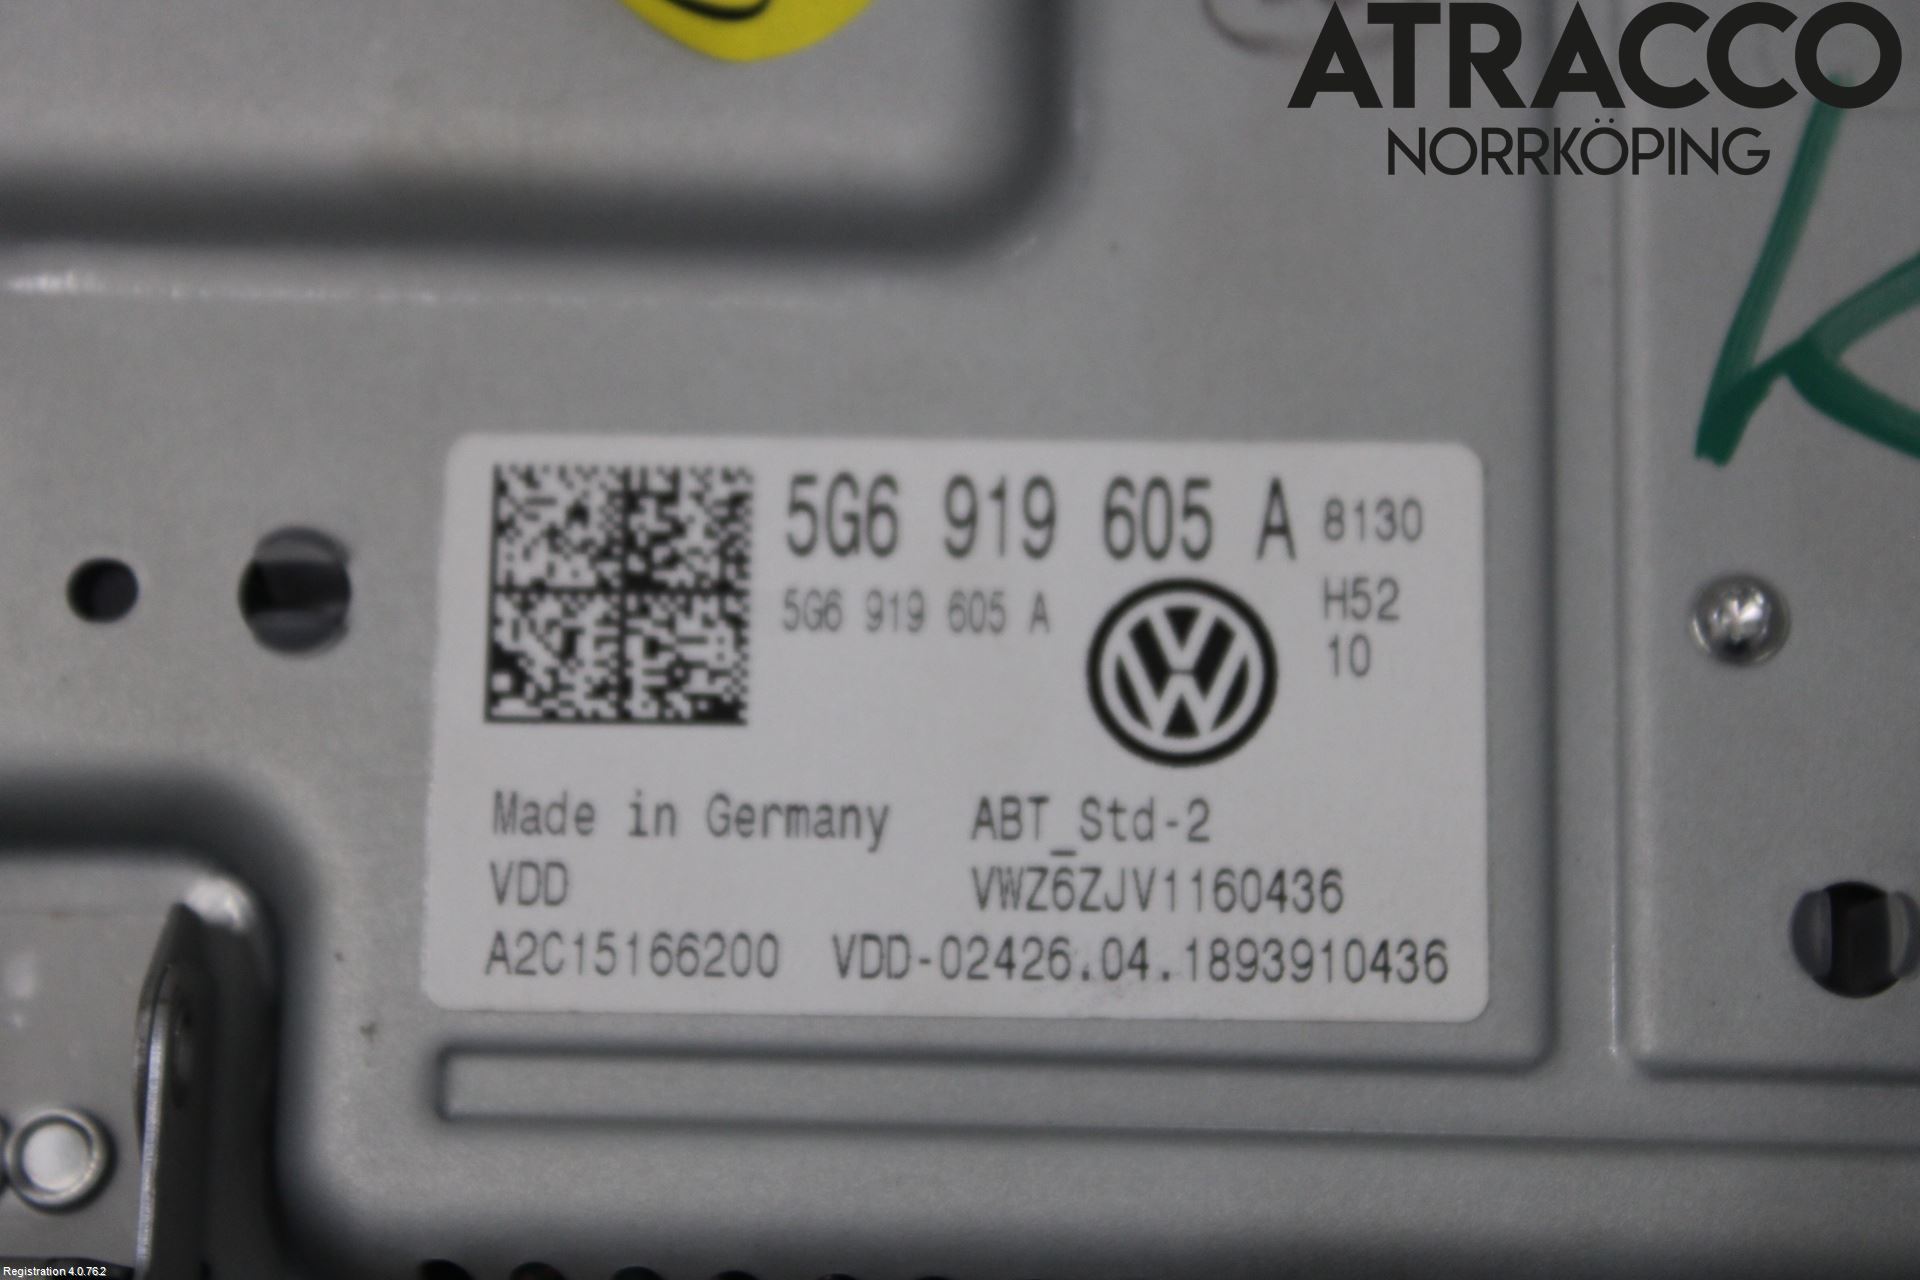 ATRACCO
NORRKÖPING
K
5G6 919 605 A 8130
5G6 919 605 A
H52
10
Made in Germany ABT_Std-2
VDD VWZ6ZJV1160436
A2C15166200 VDD-02426.04.1893910436
Registration 4.0.76.2